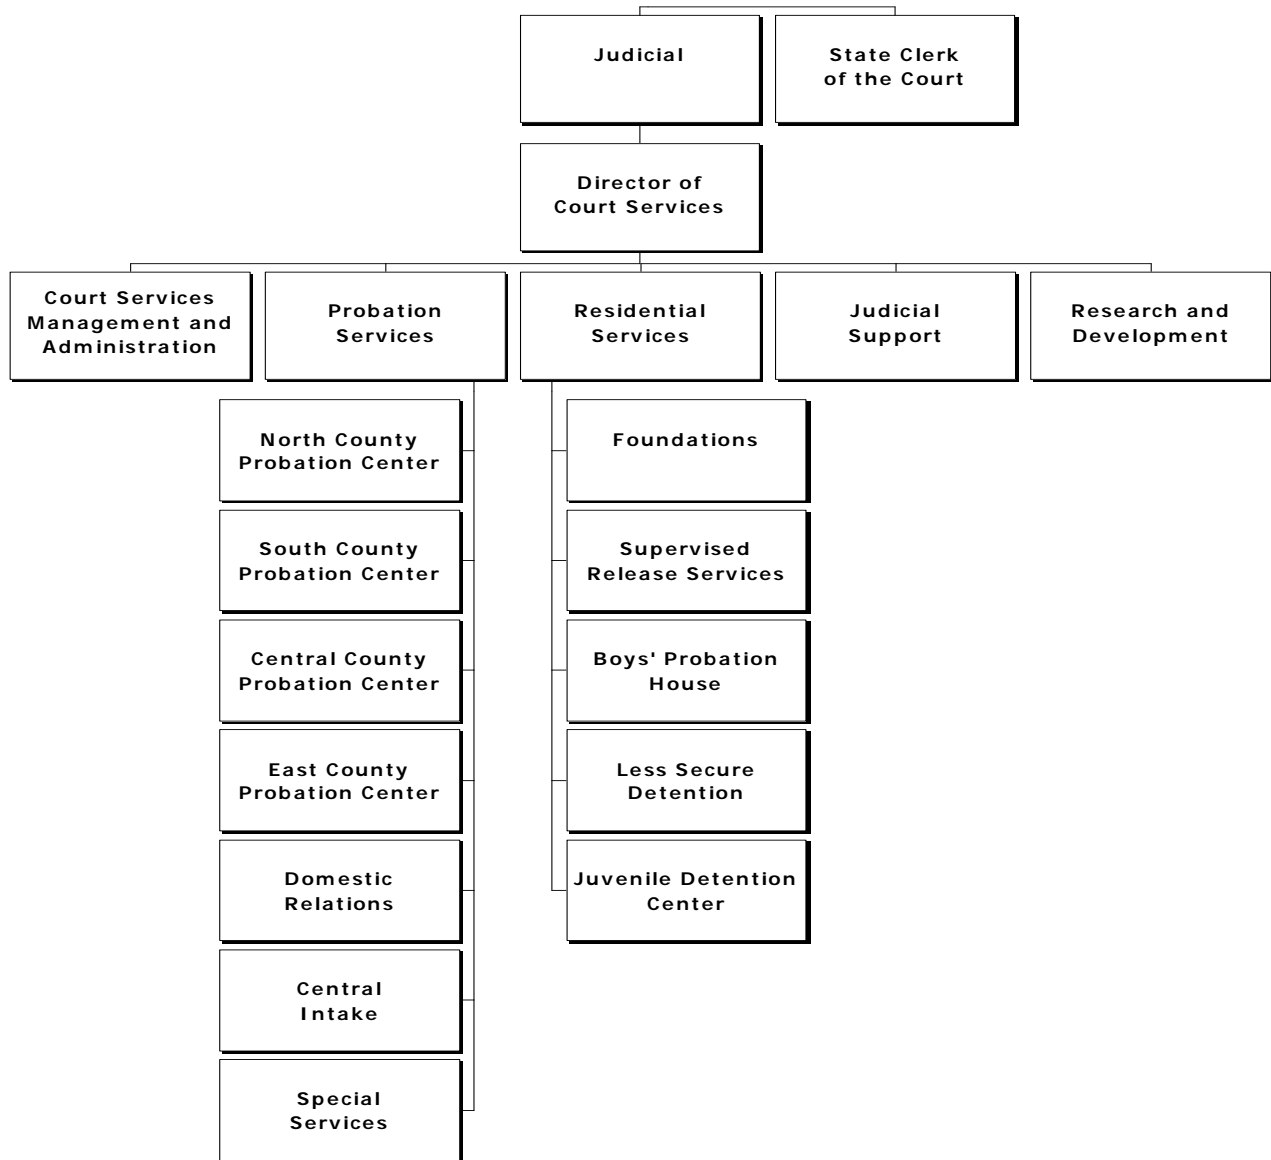 Judicial
State Clerk
of the Court
Director of
Court Services
Court Services
Management and
Administration
Probation
Services
Residential
Services
Judicial
Support
Research and
Development
North County
Probation Center
South County
Probation Center
Central County
Probation Center
East County
Probation Center
Domestic
Relations
Central
Intake
Special
Services
Foundations
Supervised
Release Services
Boys' Probation
House
Less Secure
Detention
Juvenile Detention
Center